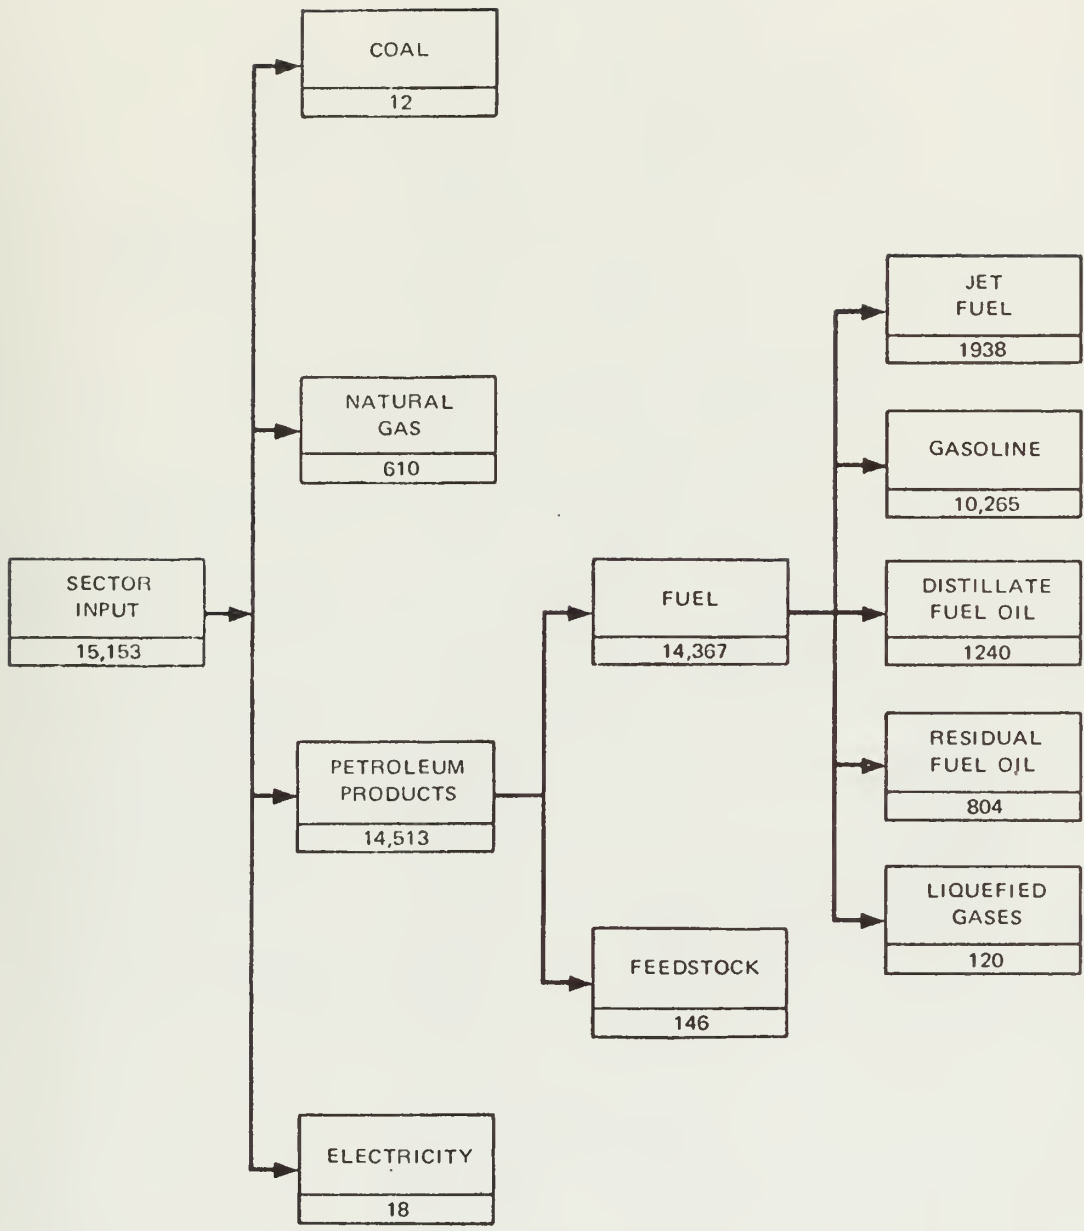 COAL
12
NATURAL
GAS
610
SECTOR
INPUT
15,153
PETROLEUM
PRODUCTS
14,513
ELECTRICITY
18
FUEL
14,367
FEEDSTOCK
146
JET
FUEL
1938
GASOLINE
10,265
DISTILLATE
FUEL OIL
1240
RESIDUAL
FUEL OIL
804
LIQUEFIED
GASES
120